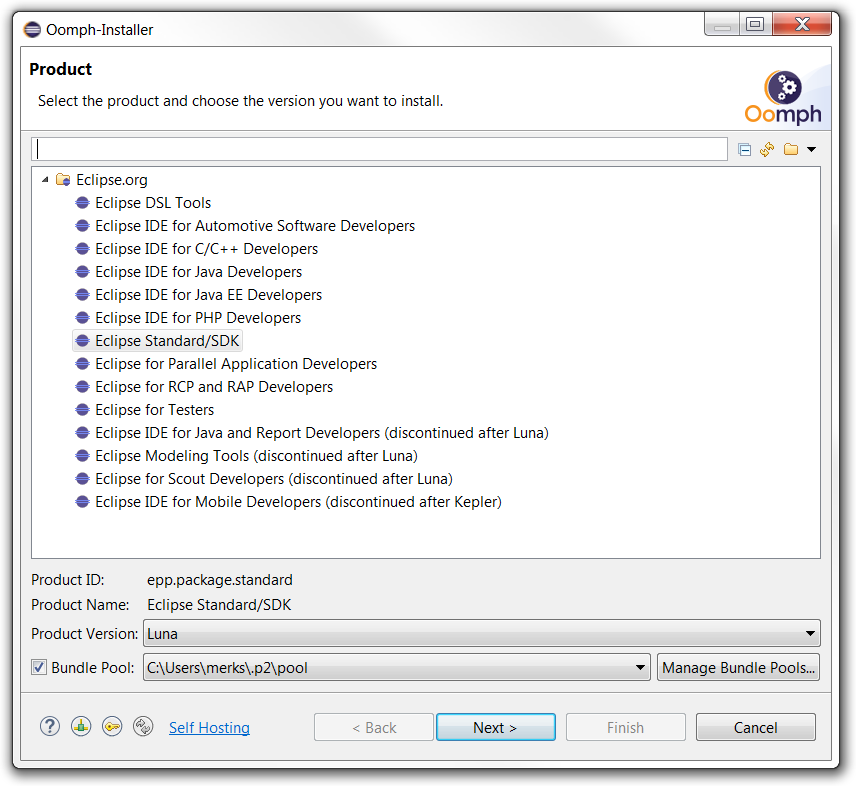 Oomph-Installer
Product
Select the product and choose the version you want to install.
Oomph
Eclipse.org
Eclipse DSL Tools
Eclipse IDE for Automotive Software Developers
Eclipse IDE for C/C++ Developers
Eclipse IDE for Java Developers
Eclipse IDE for Java EE Developers
Eclipse IDE for PHP Developers
Eclipse Standard/SDK
Eclipse for Parallel Application Developers
Eclipse for RCP and RAP Developers
Eclipse for Testers
Eclipse IDE for Java and Report Developers (discontinued after Luna)
Eclipse Modeling Tools (discontinued after Luna)
Eclipse for Scout Developers (discontinued after Luna)
Eclipse IDE for Mobile Developers (discontinued after Kepler)
Product ID: epp.package.standard
Product Name: Eclipse Standard/SDK
Product Version: Luna
Bundle Pool: C:\Users\merks\.p2\pool Manage Bundle Pools...
? Self Hosting < Back Next > Finish Cancel